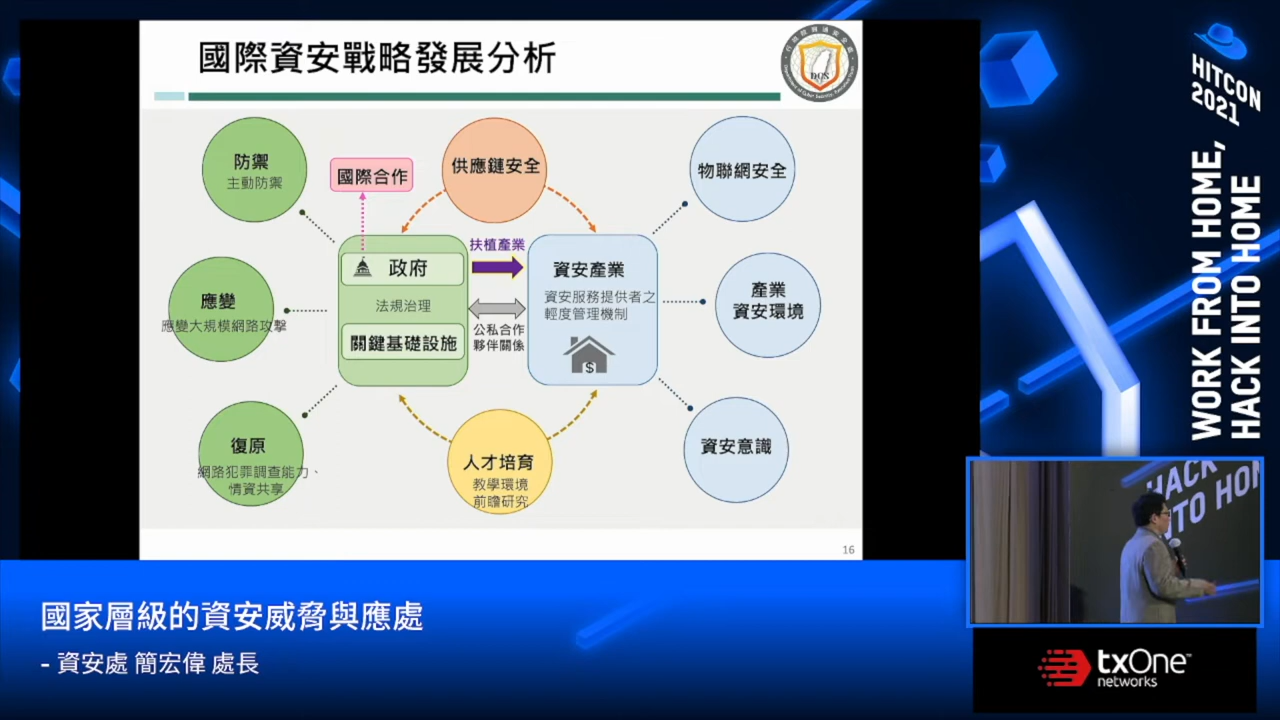 國際資安戰略發展分析
DCS
防禦
主動防禦
國際合作
供應鏈安全
物聯網安全
扶植產業
政府
法規治理
關鍵基礎設施
公私合作
夥伴關係
資安產業
資安服務提供者之
輕度管理機制
$
產業
資安環境
應變
應變大規模網路攻擊
復原
網路犯罪調查能力、
情資共享
人才培育
教學環境
前瞻研究
資安意識
16
HITCON
2021
WORK FROM HOME,
HACK INTO HOME
HACK
INTO HOM
國家層級的資安威脅與應處
- 資安處 簡宏偉 處長
txOne™
networks